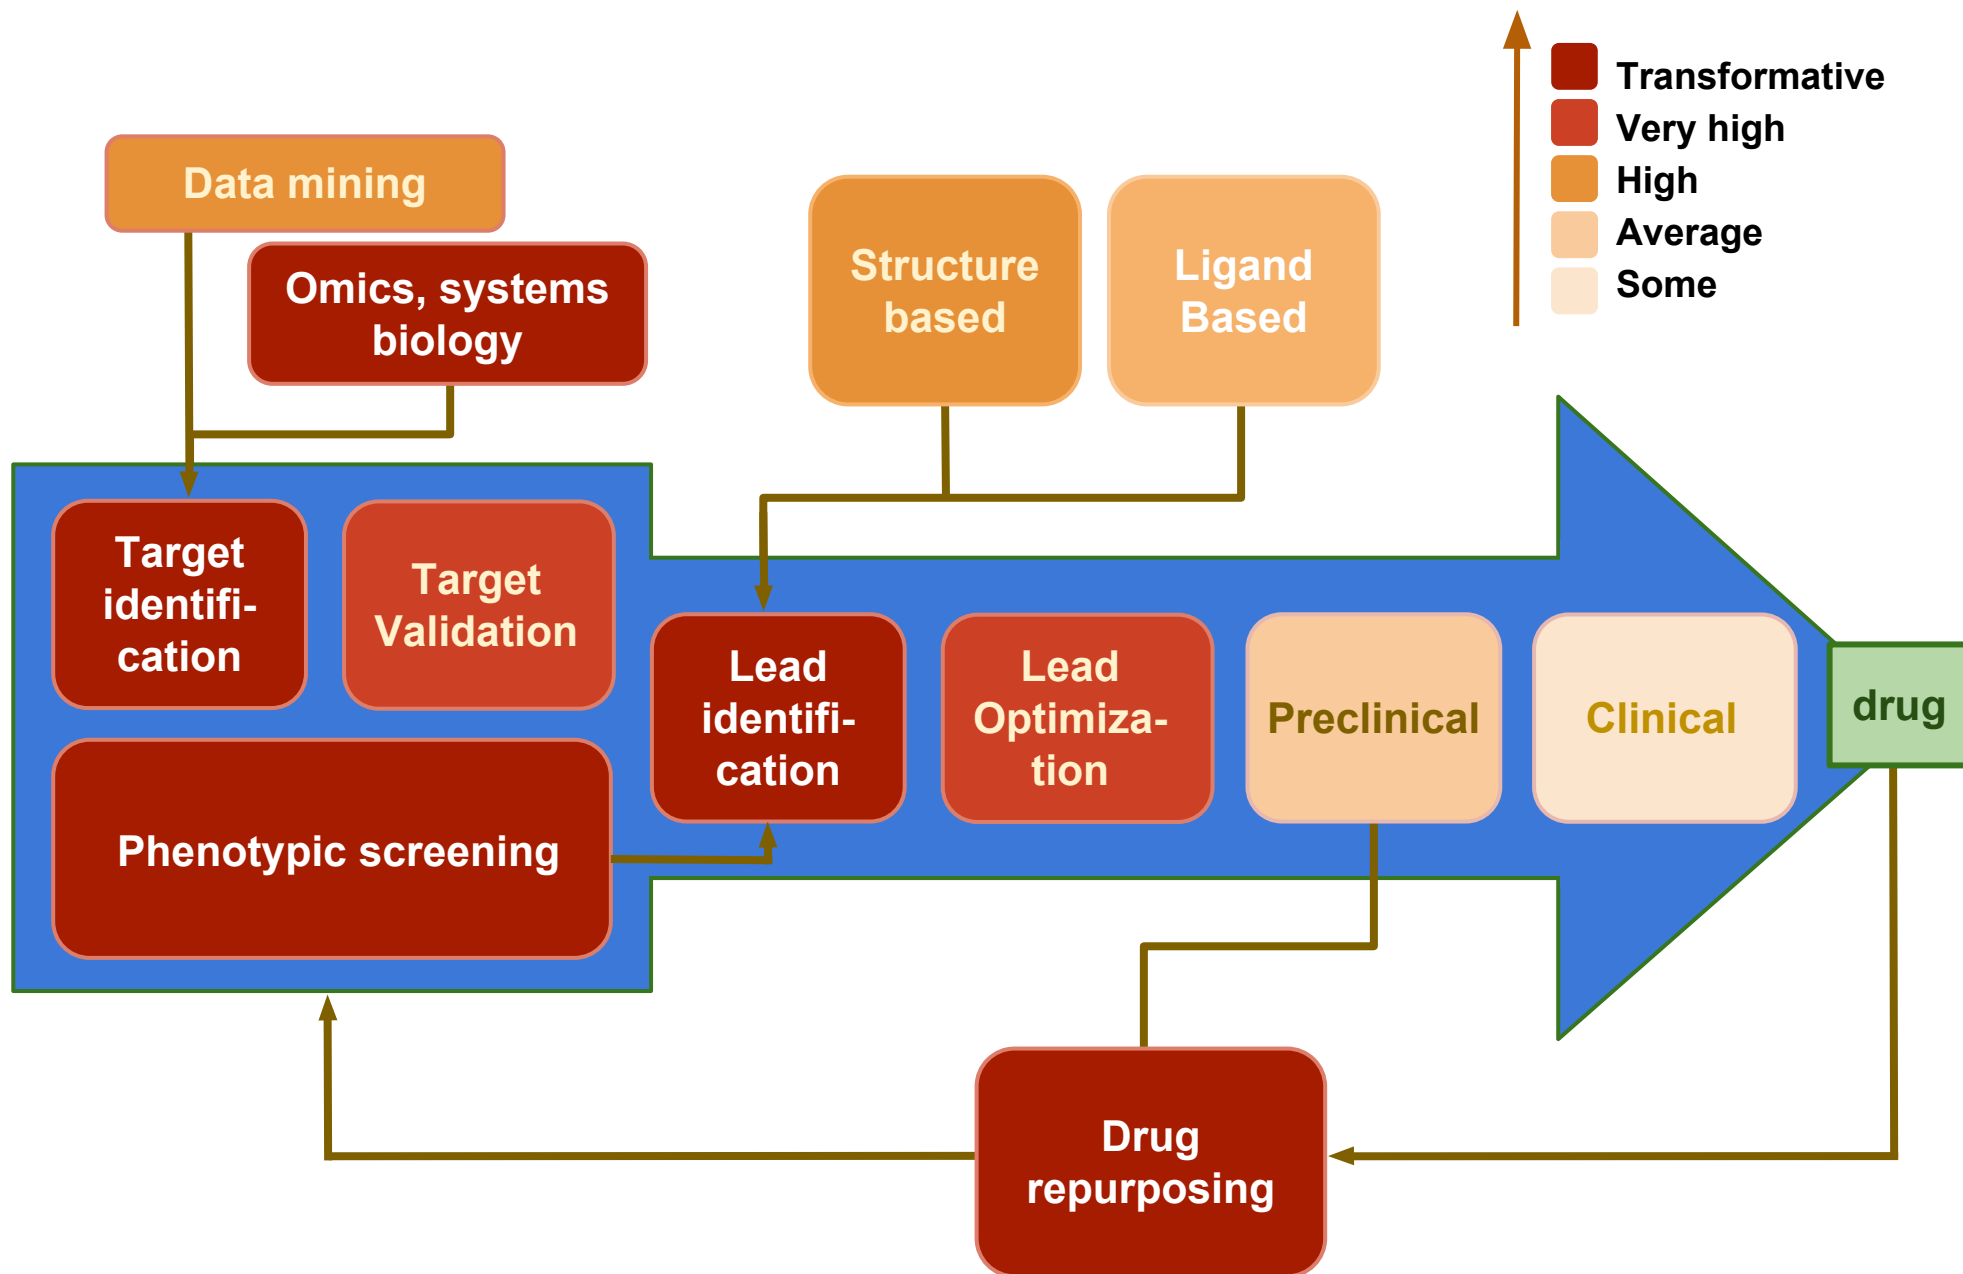 Transformative
Very high
High
Average
Some
Data mining
Omics, systems
biology
Structure
based
Ligand
Based
Target
identifi-
cation
Target
Validation
Phenotypic screening
Lead
identifi-
cation
Lead
Optimiza-
tion
Preclinical
Clinical
drug
Drug
repurposing